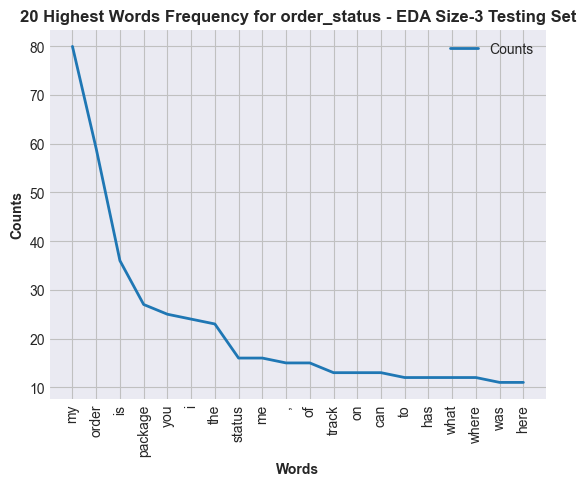 20 Highest Words Frequency for order_status - EDA Size-3 Testing Set
Counts
80
70
60
50
40
30
20
10
Counts
my
order
is
package
you
i
the
status
me
,
of
track
on
can
to
has
what
where
was
here
Words